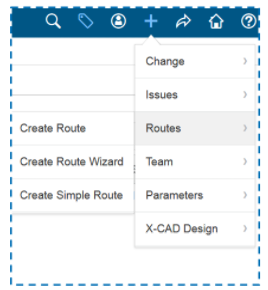 Change
Issues
Create Route
Routes
Create Route Wizard
Team
Create Simple Route
Parameters
X-CAD Design